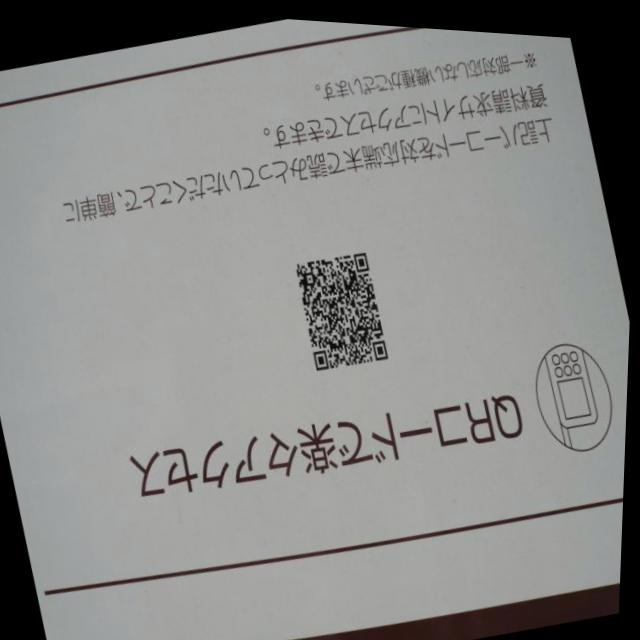 QRコードで楽々アクセス
上記バーコードを対応端末で読みとっていただくことで、簡単に
資料請求サイトにアクセスできます。
※一部対応しない機種がございます。